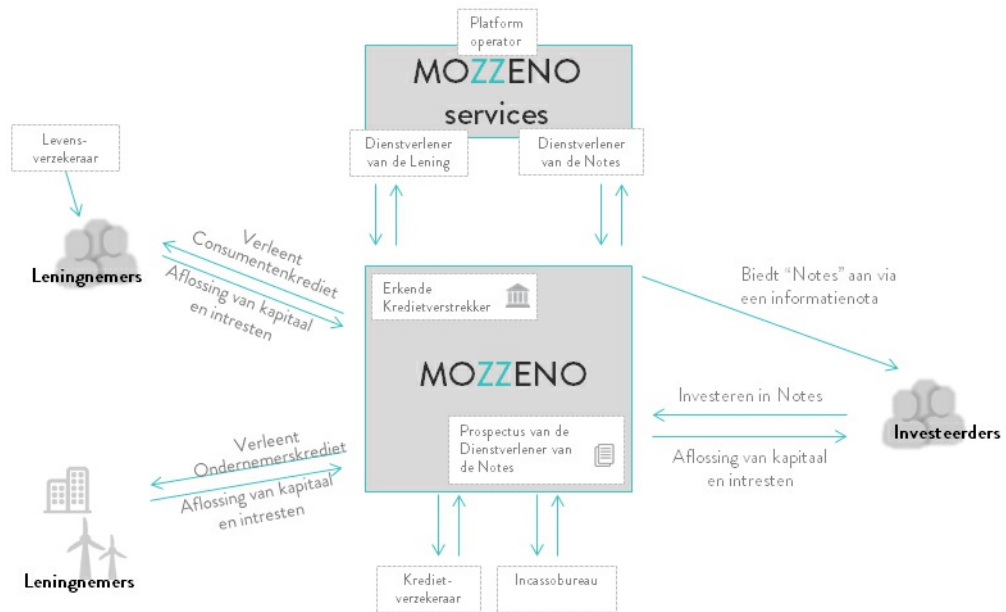 Platform
operator
MOZZENO
services
Dienstverlener
van de Lening
Dienstverlener
van de Notes
Levens-
verzekeraar
Leningnemers
Verleent
Consumentenkrediet
Aflossing van kapitaal
en intresten
Erkende
Kredietverstrekker
MOZZENO
Prospectus van de
Dienstverlener van
de Notes
Biedt “Notes” aan via
een informatienota
Investeren in Notes
Investeerders
Aflossing van kapitaal
en intresten
Verleent
Ondernemerskrediet
Aflossing van kapitaal
en intresten
Leningnemers
Krediet-
verzekeraar
Incassobureau